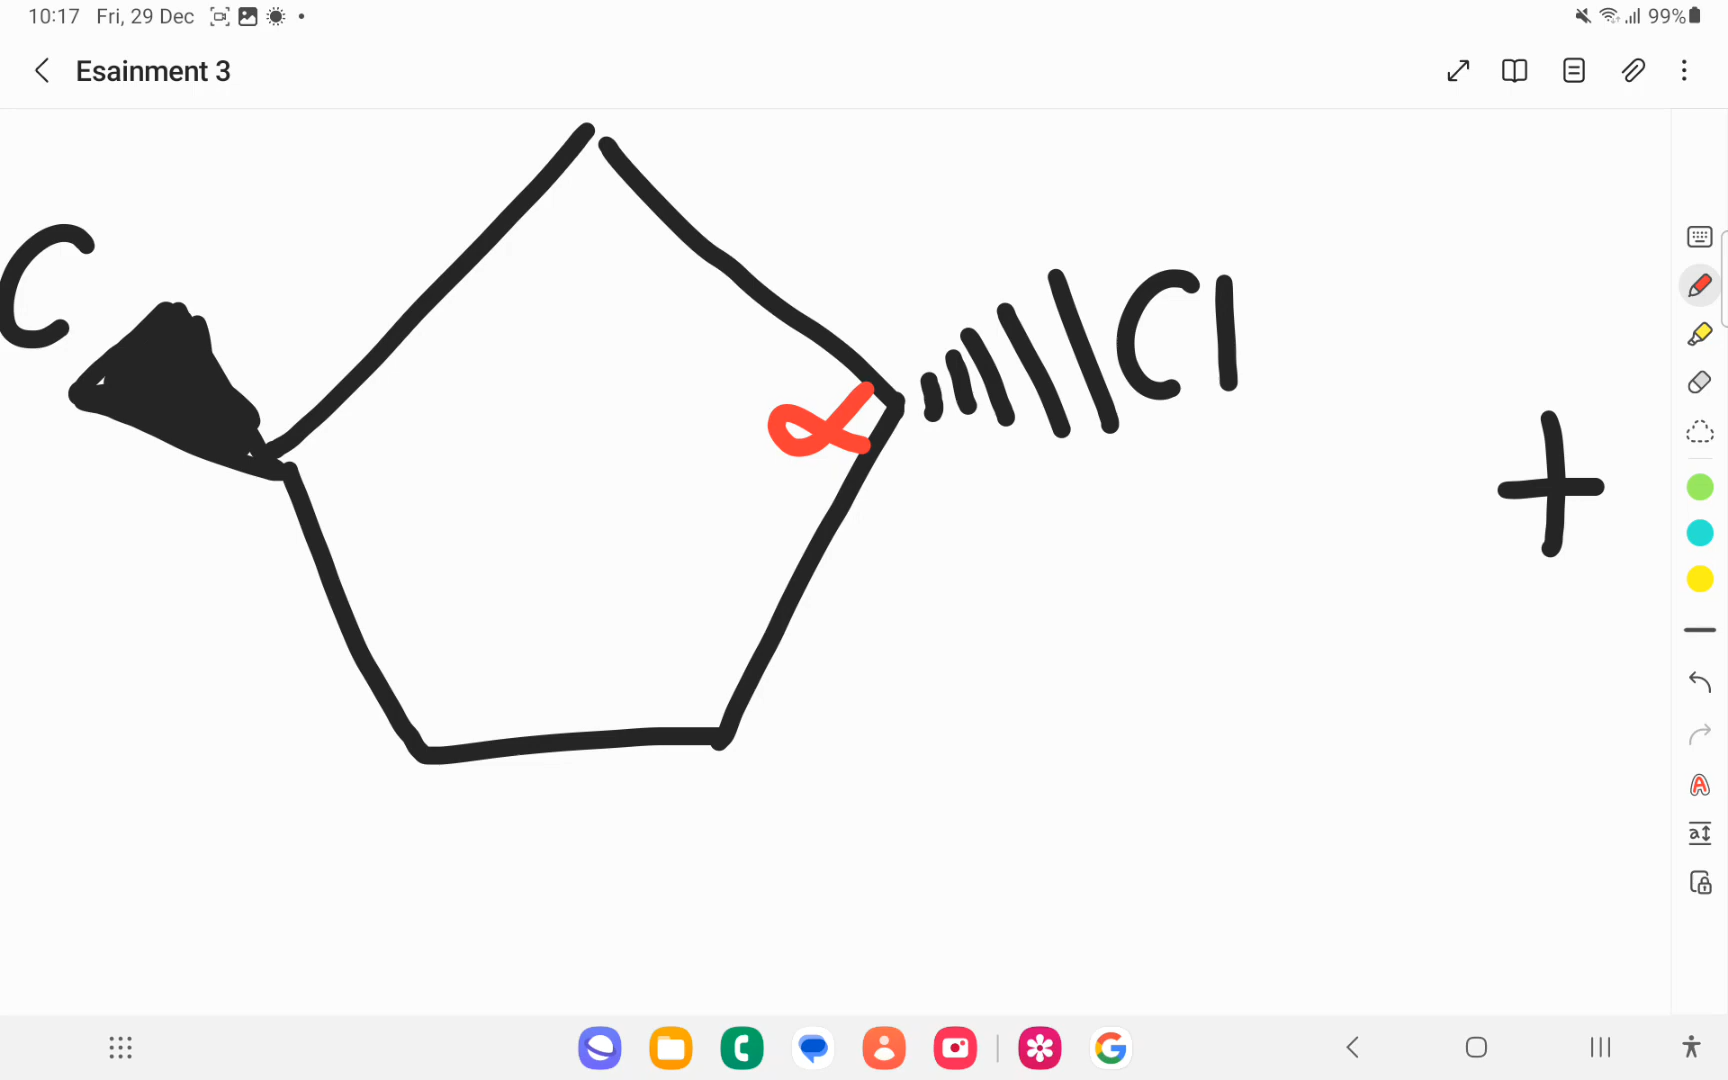 10:17 Fri, 29 Dec 99%
Esainment 3
C
Cl
α
+